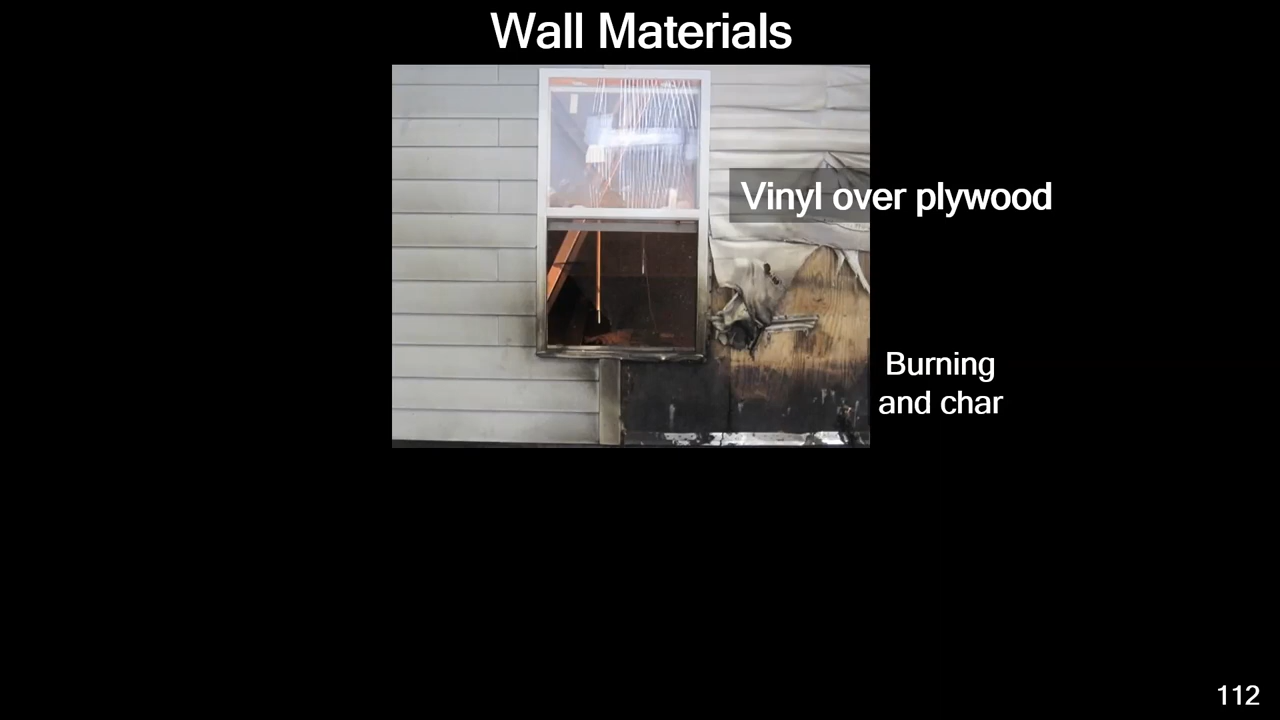 Wall Materials
Vinyl over plywood
Burning
and char
112